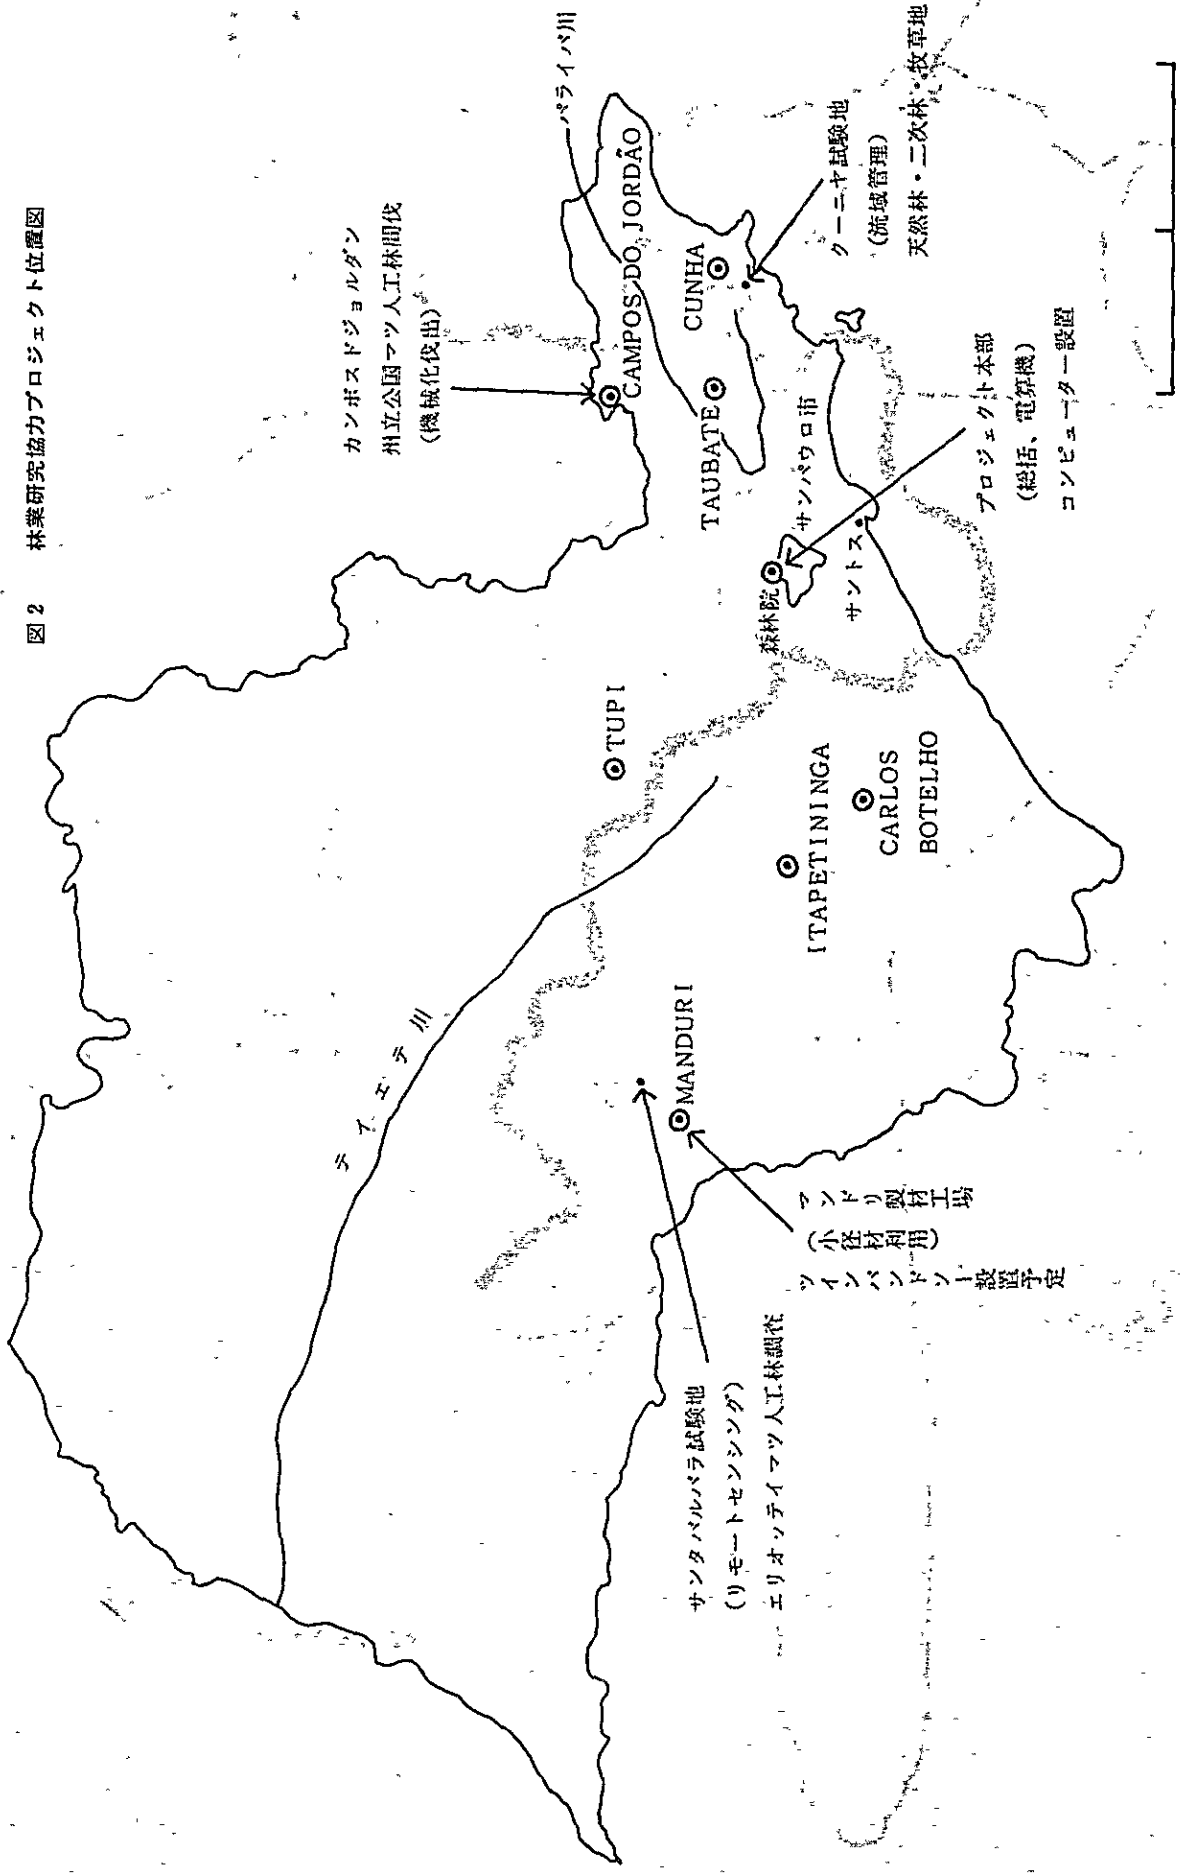 図2 林業研究協力プロジェクト位置図
カンポスドジョルダン
州立公園マツ人工林間伐
(機械化伐出)
パライバ川
CAMPOS DO JORDÃO
TAUBATE
CUNHA
クーニャ試験地
(流域管理)
天然林・二次林・牧草地
サンパウロ市
森林院
サントス
プロジェクト本部
(総括、電算機)
コンピューター設置
TUPI
テイエテ川
ITAPETININGA
CARLOS
BOTELHO
MANDURI
マンドリ製材工場
(小径材利用)
ツインバンドソー設置予定
サンタバルバラ試験地
(リモートセンシング)
エリオッティマツ人工林調査